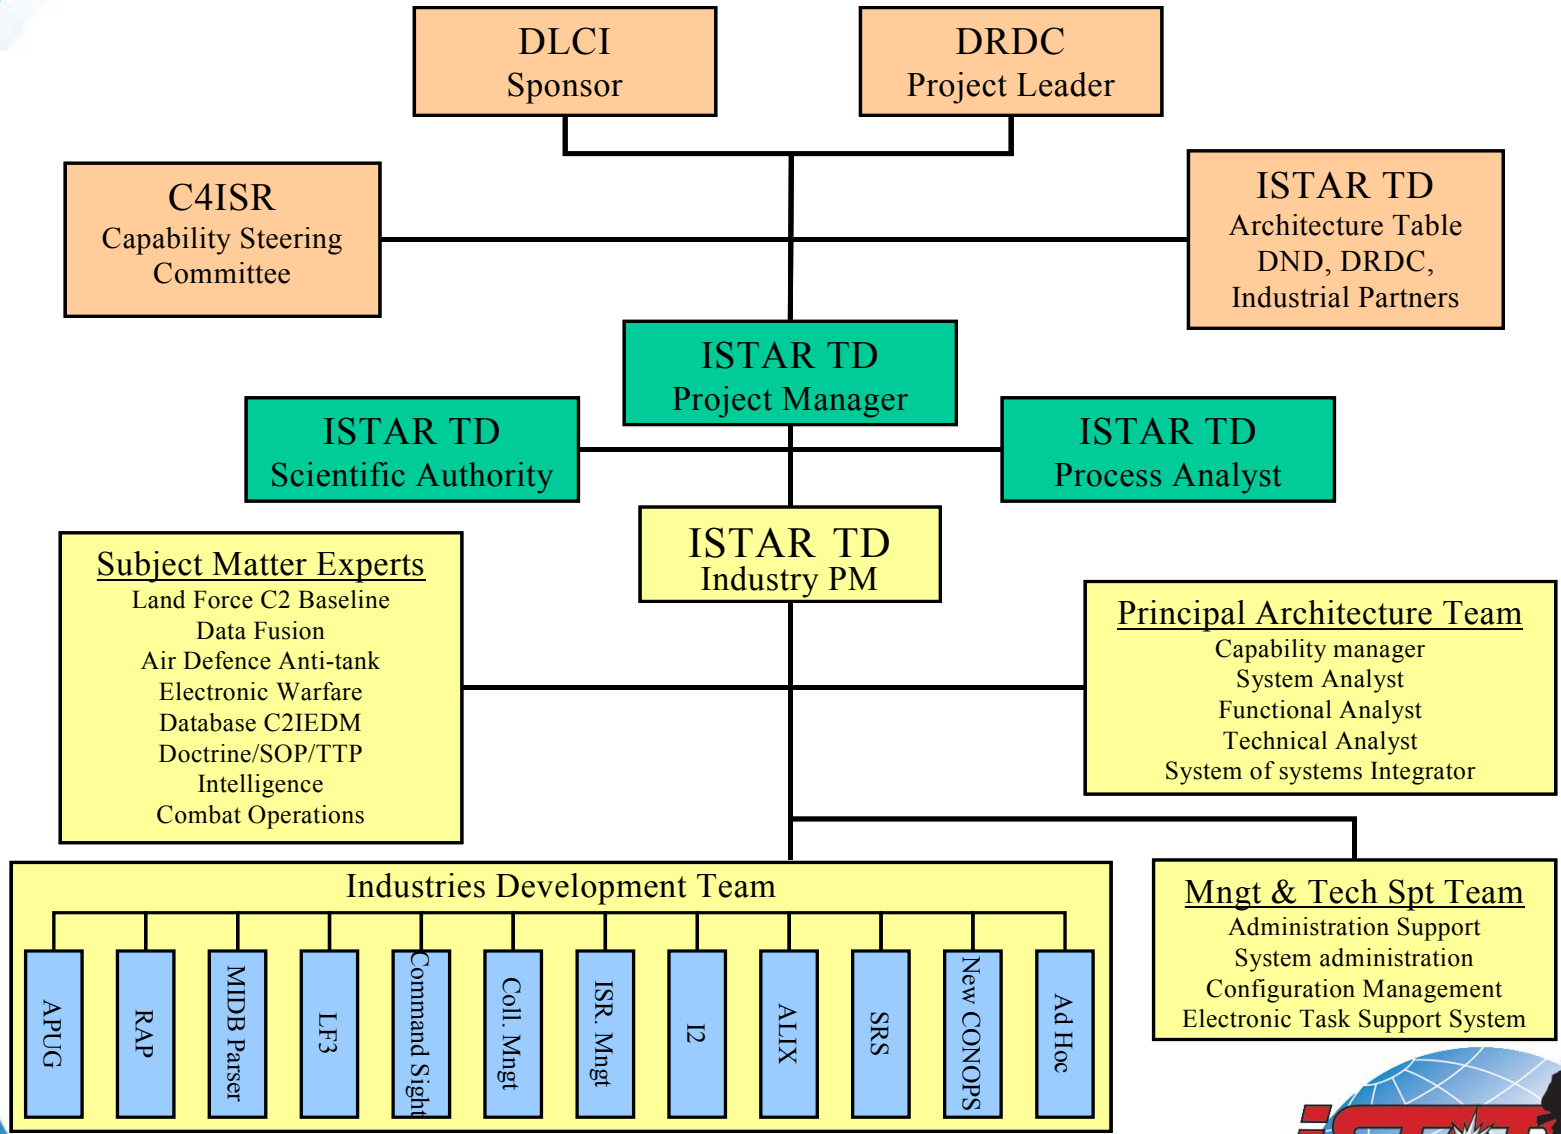 DLCI
Sponsor
DRDC
Project Leader
C4ISR
Capability Steering
Committee
ISTAR TD
Architecture Table
DND, DRDC,
Industrial Partners
ISTAR TD
Project Manager
ISTAR TD
Scientific Authority
ISTAR TD
Process Analyst
ISTAR TD
Industry PM
Subject Matter Experts
Land Force C2 Baseline
Data Fusion
Air Defence Anti-tank
Electronic Warfare
Database C2IEDM
Doctrine/SOP/TTP
Intelligence
Combat Operations
Principal Architecture Team
Capability manager
System Analyst
Functional Analyst
Technical Analyst
System of systems Integrator
Industries Development Team
APUG
RAP
MIDB Parser
LF3
Command Sight
Coll. Mngt
ISR. Mngt
I2
ALIX
SRS
New CONOPS
Ad Hoc
Mngt & Tech Spt Team
Administration Support
System administration
Configuration Management
Electronic Task Support System